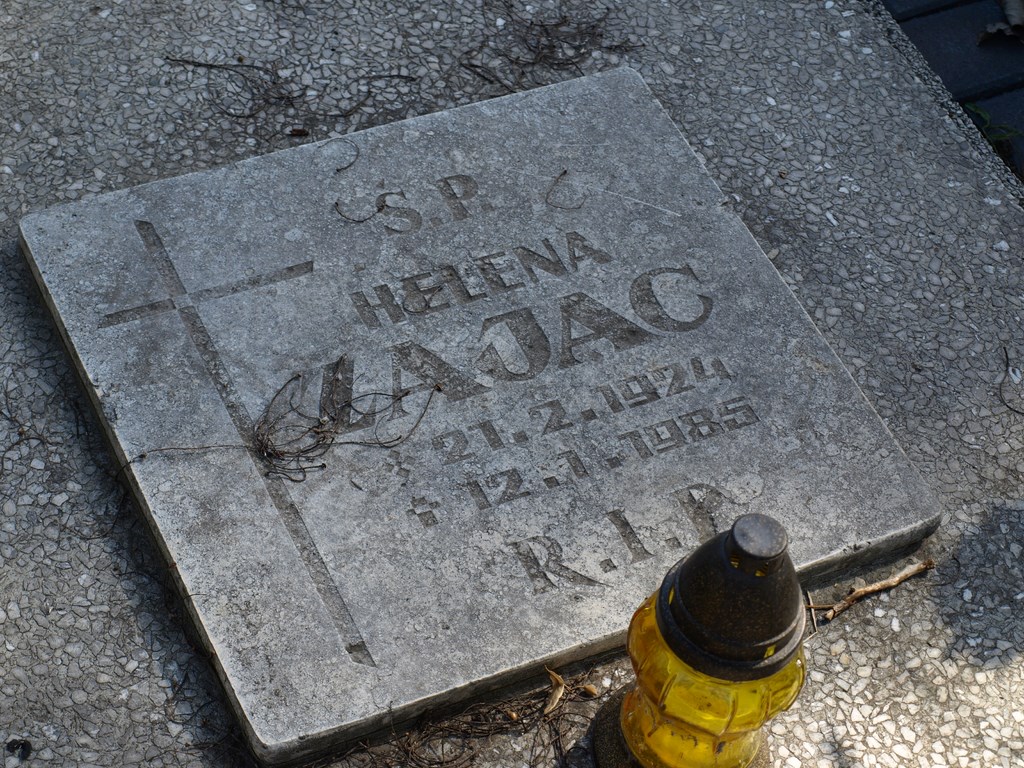 S.P.
HELENA
ZAJAC
* 21.2.1924
+ 12.1.1985
R.I.P.